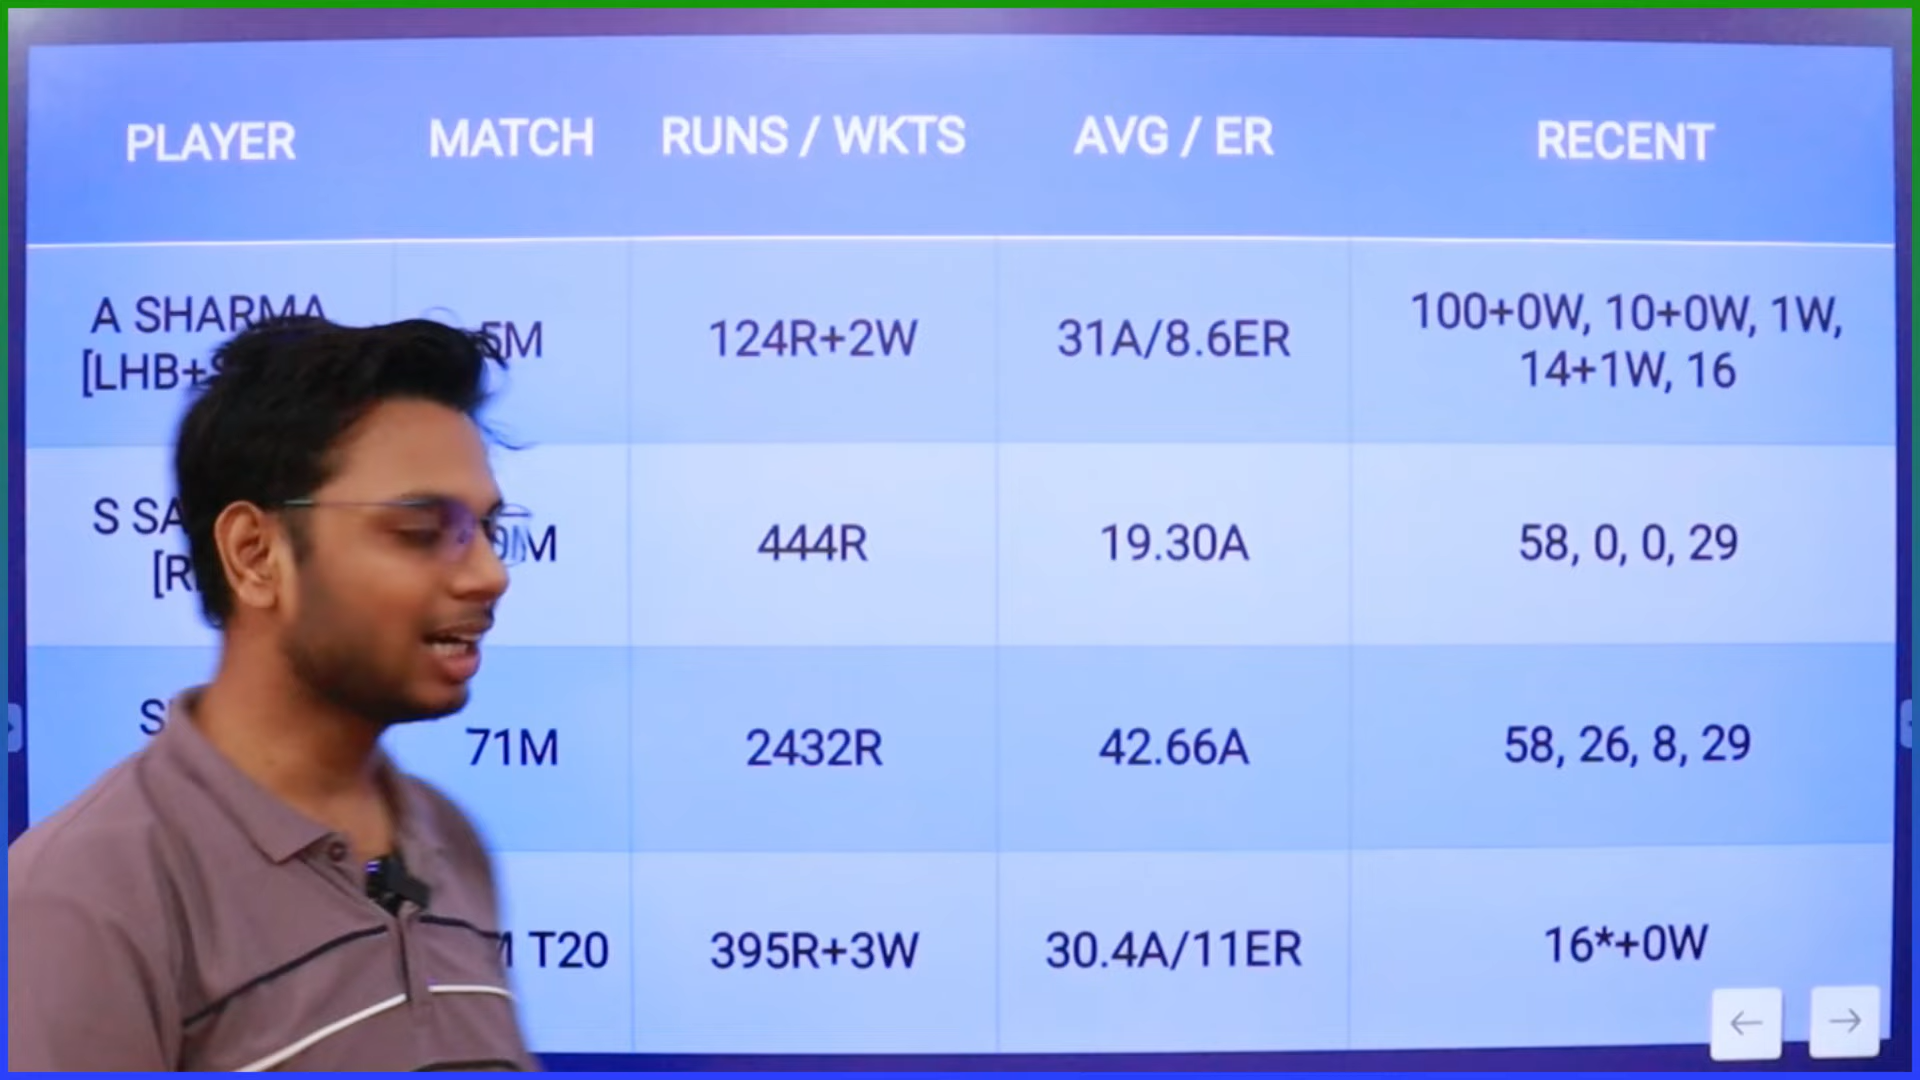 PLAYER MATCH RUNS / WKTS AVG / ER RECENT
A SHARMA
[LHB+
5M 124R+2W 31A/8.6ER 100+0W, 10+0W, 1W,
14+1W, 16
S SA
[R
9M 444R 19.30A 58, 0, 0, 29
S
71M 2432R 42.66A 58, 26, 8, 29
T20 395R+3W 30.4A/11ER 16*+0W